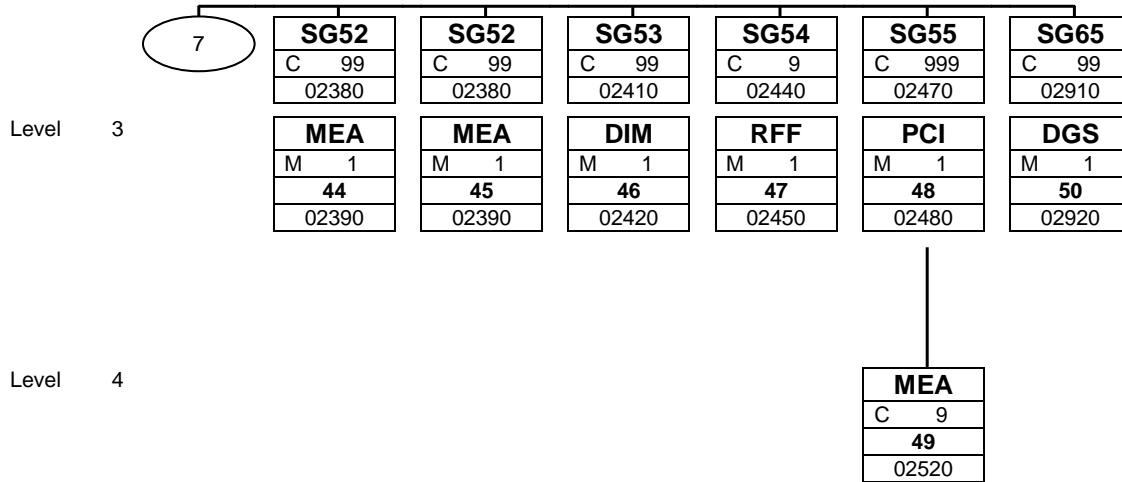 7
SG52 SG52 SG53 SG54 SG55 SG65
C 99 C 99 C 99 C 9 C 999 C 99
02380 02380 02410 02440 02470 02910
Level 3 MEA MEA DIM RFF PCI DGS
M 1 M 1 M 1 M 1 M 1 M 1
44 45 46 47 48 50
02390 02390 02420 02450 02480 02920
Level 4 MEA
C 9
49
02520